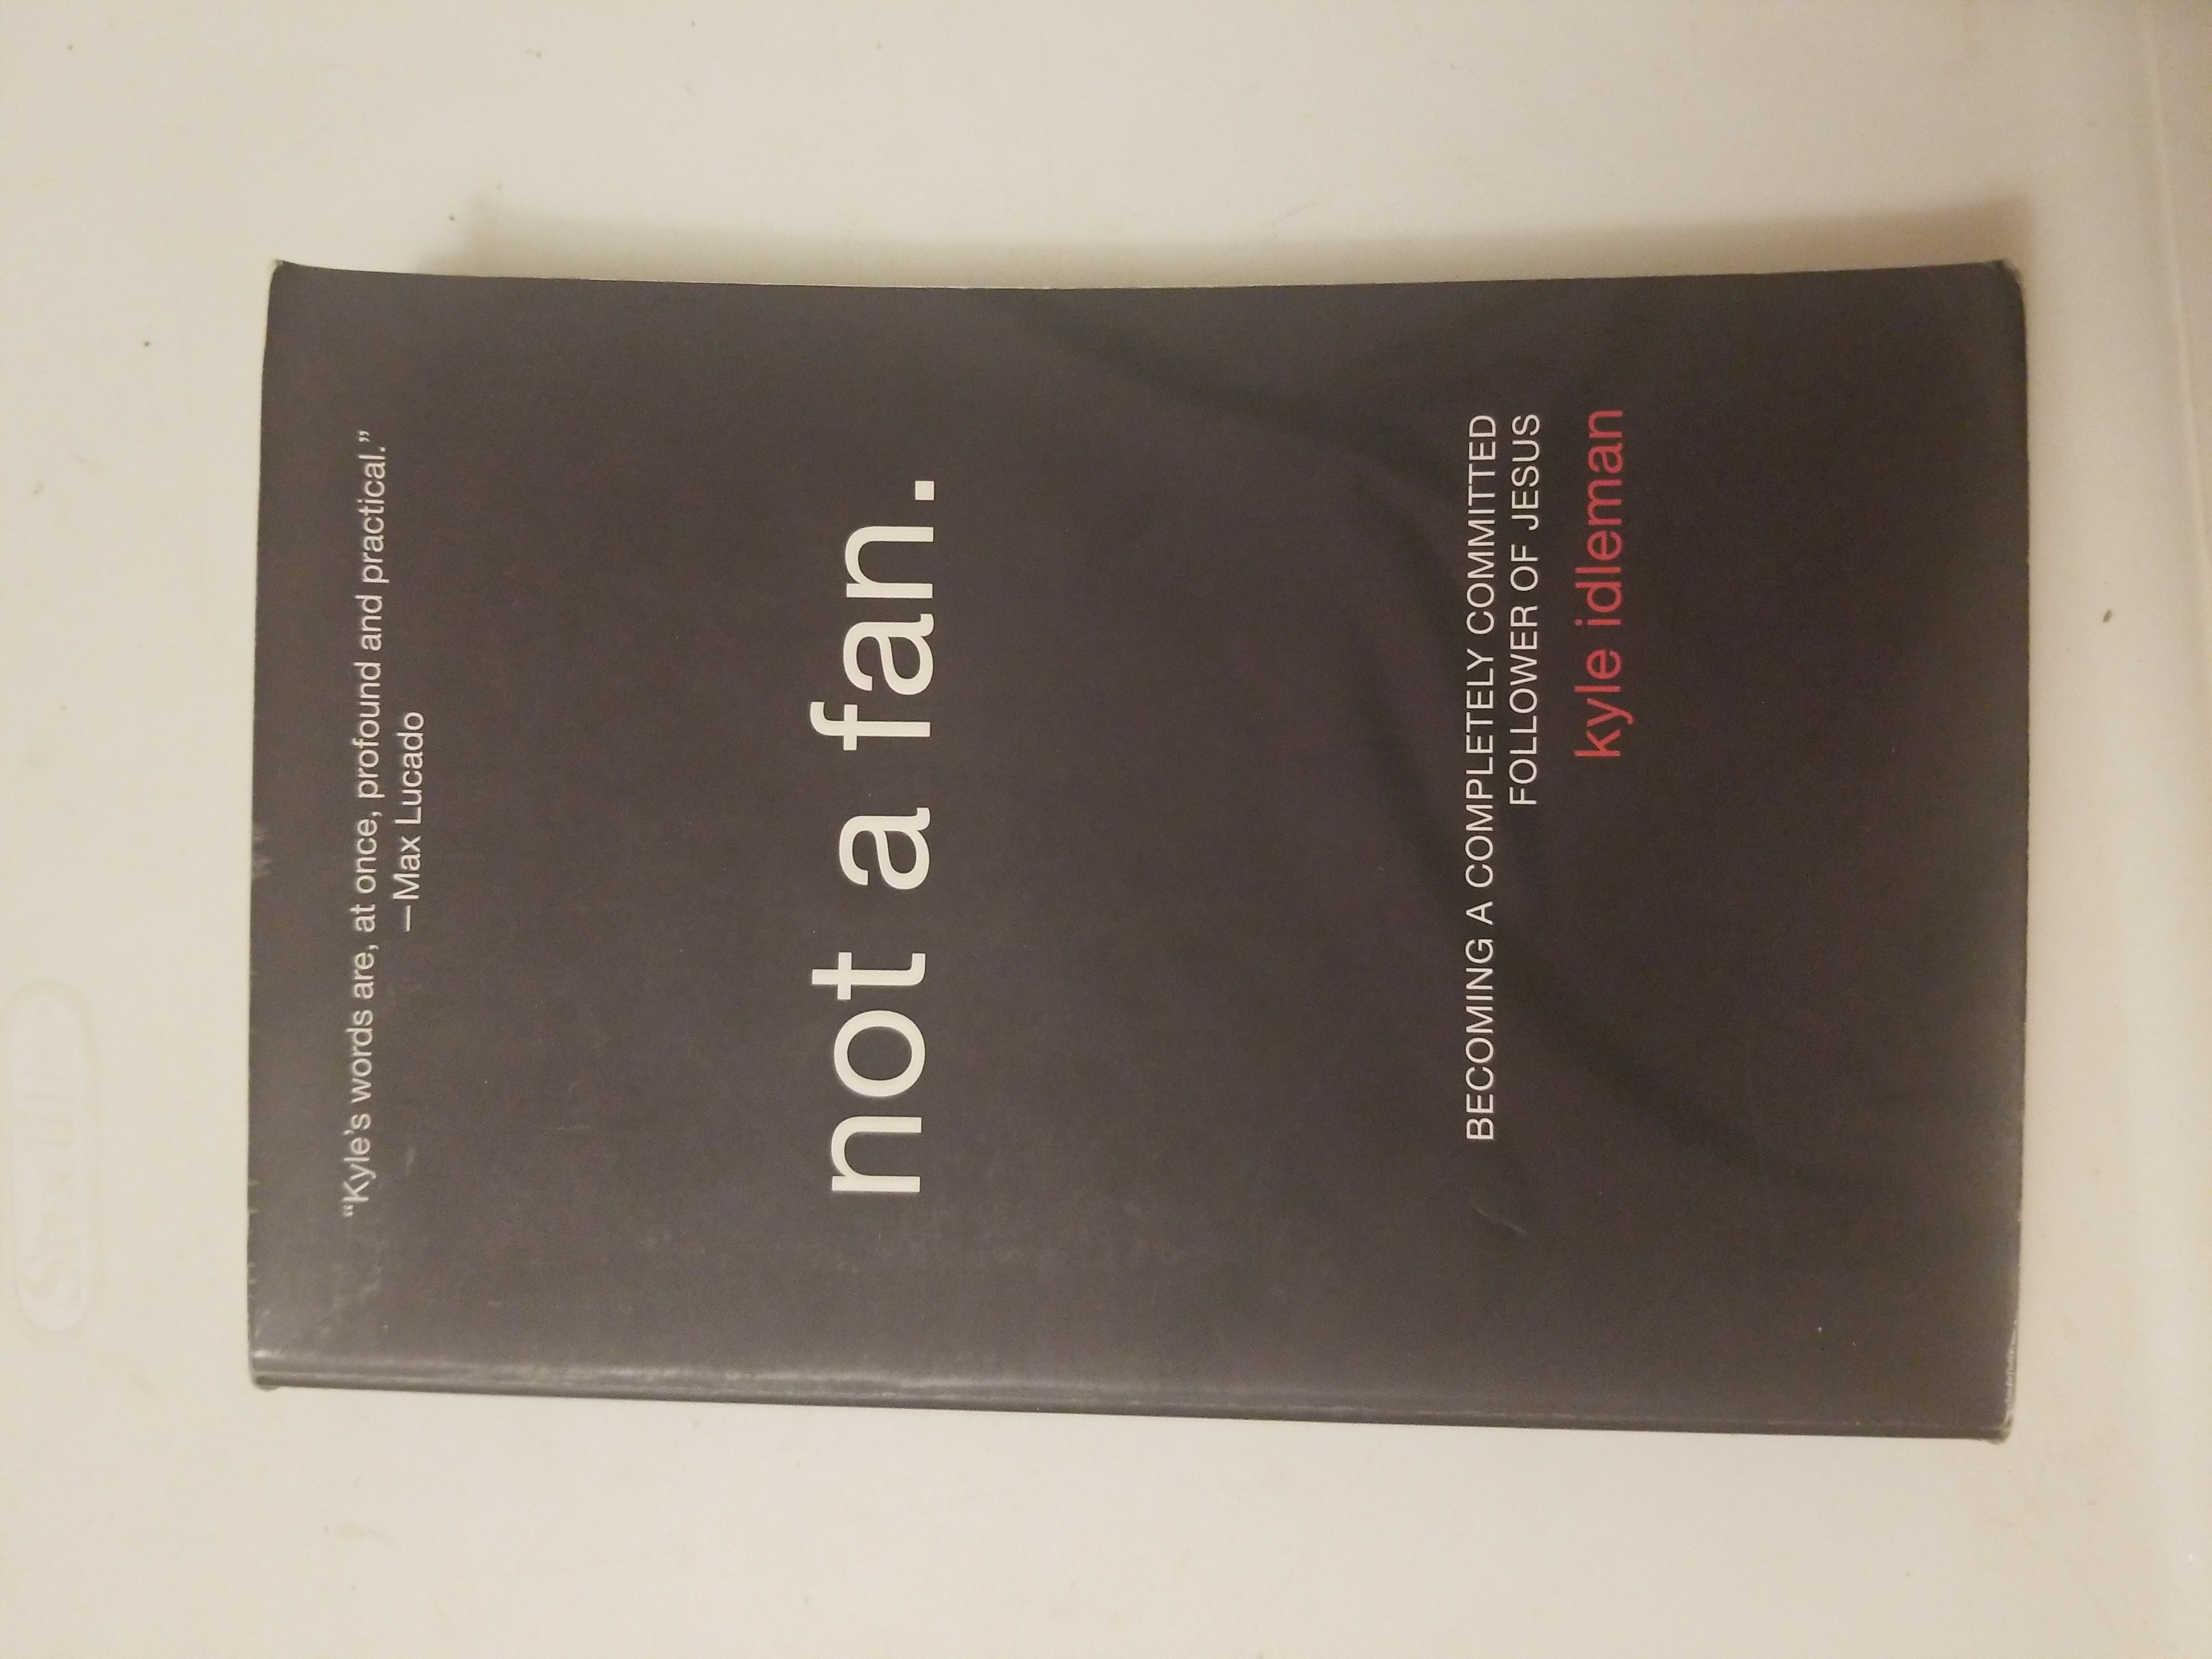 “Kyle’s words are, at once, profound and practical.”
—Max Lucado
not a fan.
BECOMING A COMPLETELY COMMITTED
FOLLOWER OF JESUS
kyle idleman